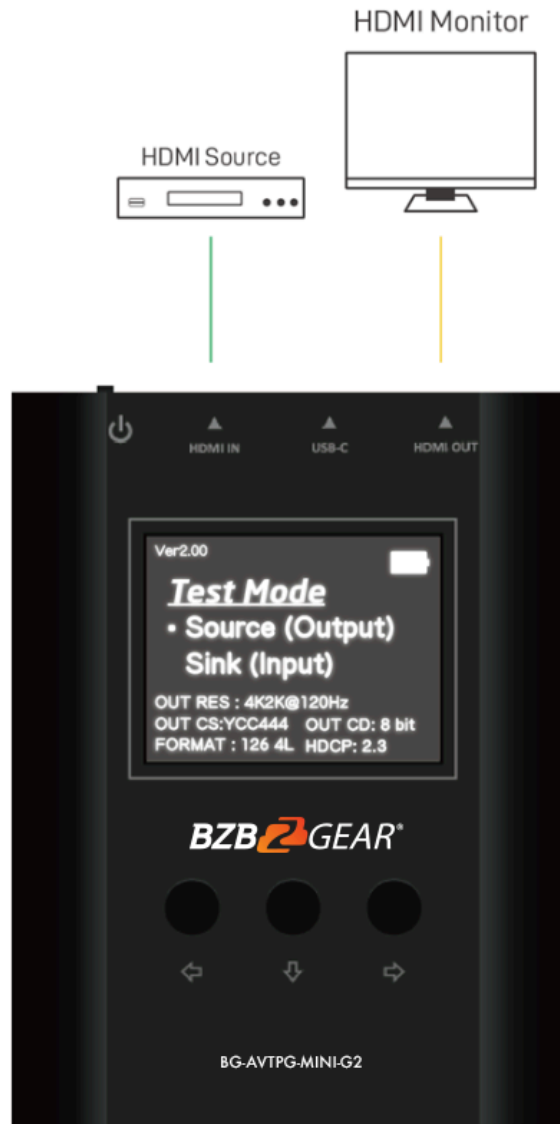 HDMI Monitor
HDMI Source
HDMI IN
USB-C
HDMI OUT
Ver2.00
Test Mode
• Source (Output)
Sink (Input)
OUT RES : 4K2K@120Hz
OUT CS:YCC444 OUT CD: 8 bit
FORMAT : 126 4L HDCP: 2.3
BZBGEAR®
BG-AVTPG-MINI-G2